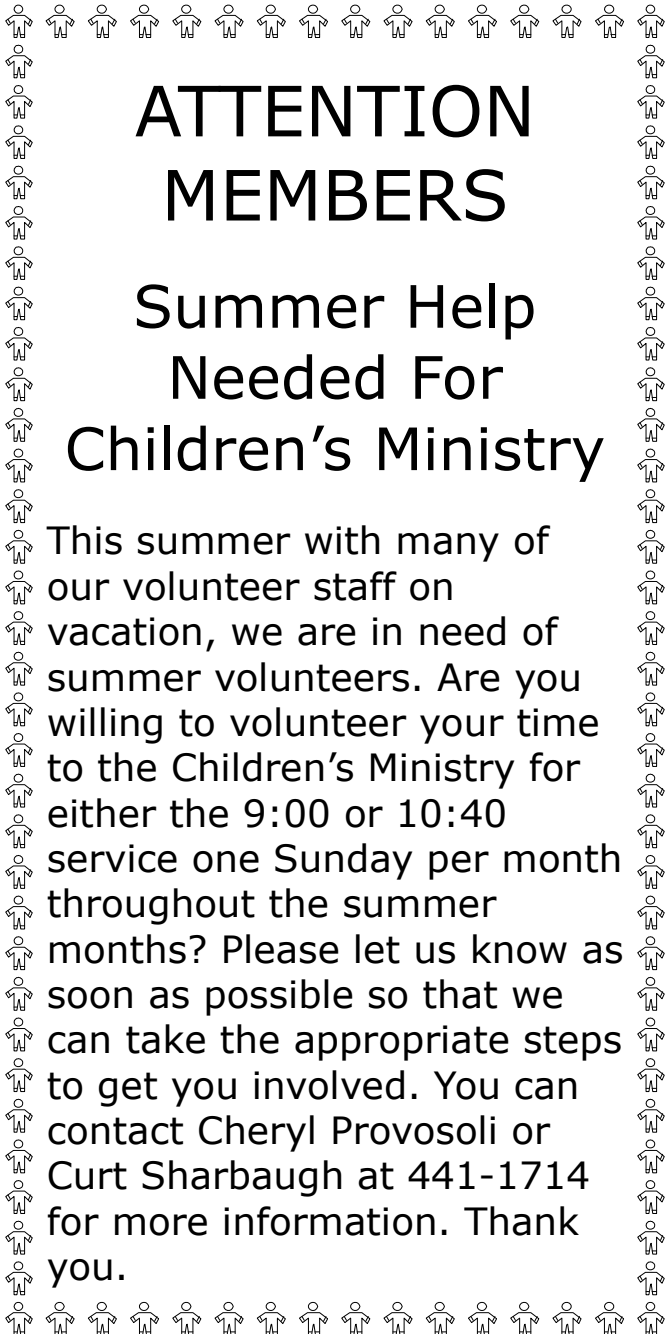 ATTENTION
MEMBERS
Summer Help
Needed For
Children’s Ministry
This summer with many of
our volunteer staff on
vacation, we are in need of
summer volunteers. Are you
willing to volunteer your time
to the Children’s Ministry for
either the 9:00 or 10:40
service one Sunday per month
throughout the summer
months? Please let us know as
soon as possible so that we
can take the appropriate steps
to get you involved. You can
contact Cheryl Provosoli or
Curt Sharbaugh at 441-1714
for more information. Thank
you.